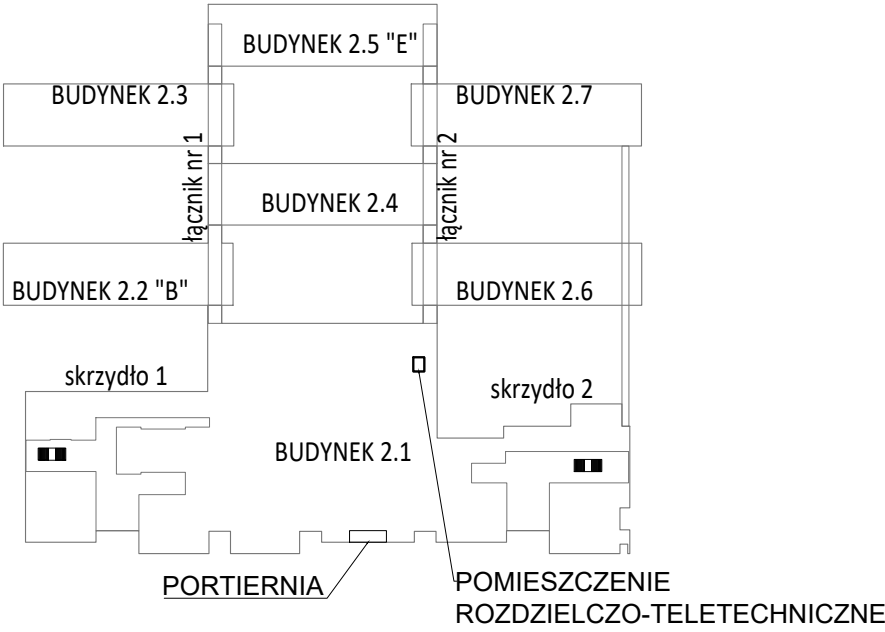 BUDYNEK 2.5 "E"
BUDYNEK 2.3
BUDYNEK 2.7
łącznik nr 1
łącznik nr 2
BUDYNEK 2.4
BUDYNEK 2.2 "B"
BUDYNEK 2.6
skrzydło 1
skrzydło 2
BUDYNEK 2.1
PORTIERNIA
POMIESZCZENIE
ROZDZIELCZO-TELETECHNICZNE